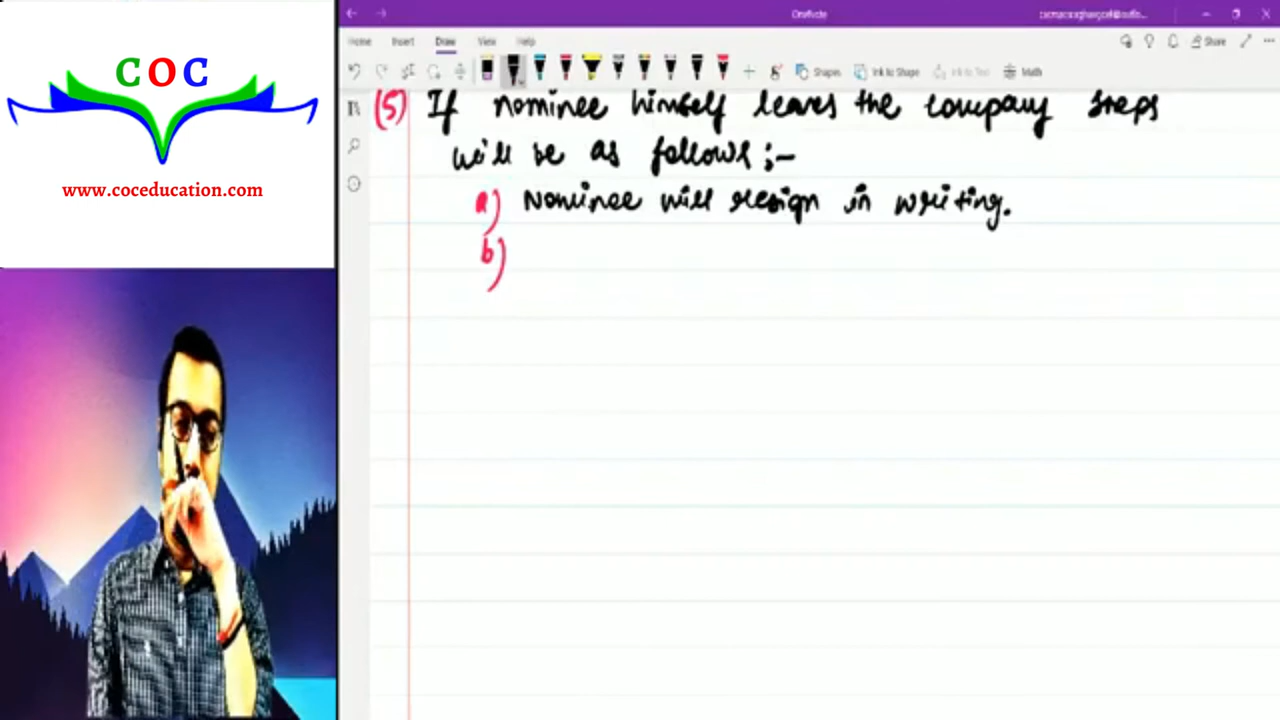 COC
www.coceducation.com
OneNote
Home Insert Draw View Help
Share
Shapes Ink to Shape Ink to Text Math
(5) If nominee himself leaves the company steps
will be as follows :-
a) Nominee will resign in writing.
b)